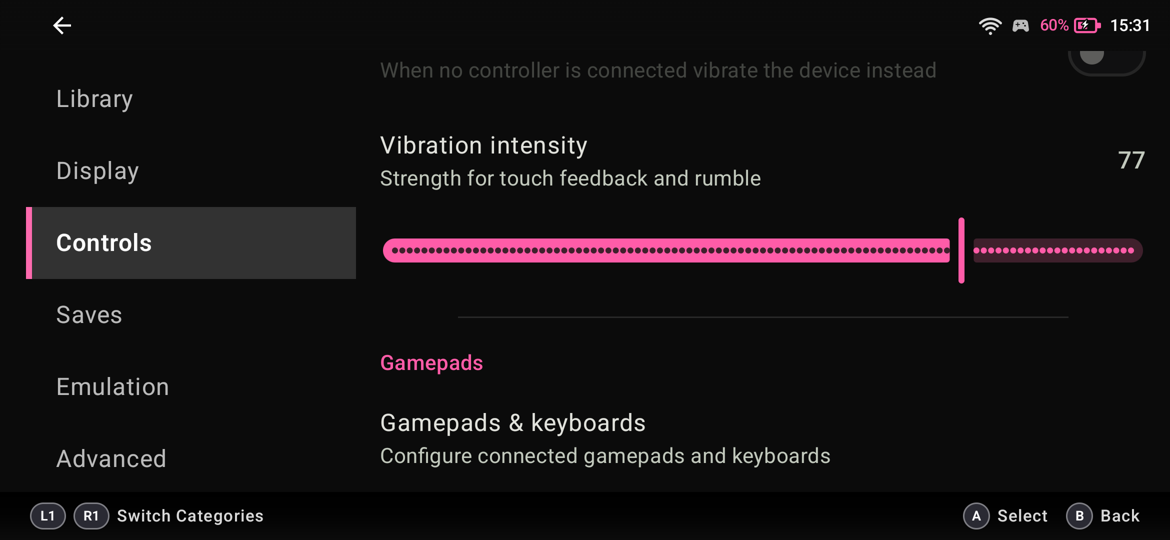 60% 15:31
Library
Display
Controls
Saves
Emulation
Advanced
When no controller is connected vibrate the device instead
Vibration intensity
77
Strength for touch feedback and rumble
Gamepads
Gamepads & keyboards
Configure connected gamepads and keyboards
L1 R1 Switch Categories
A Select B Back